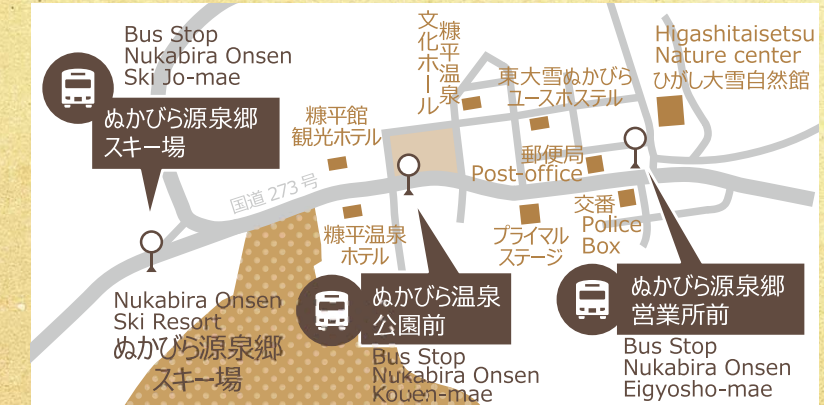 Bus Stop
Nukabira Onsen
Ski Jo-mae
ぬかびら源泉郷
スキー場
糠平館
観光ホテル
糠平温泉
文化ホール
東大雪ぬかびら
ユースホステル
Higashitaisetsu
Nature center
ひがし大雪自然館
郵便局
Post-office
国道 273 号
交番
Police
Box
糠平温泉
ホテル
プライマル
ステージ
Nukabira Onsen
Ski Resort
ぬかびら源泉郷
スキー場
ぬかびら温泉
公園前
Bus Stop
Nukabira Onsen
Kouen-mae
ぬかびら源泉郷
営業所前
Bus Stop
Nukabira Onsen
Eigyosho-mae